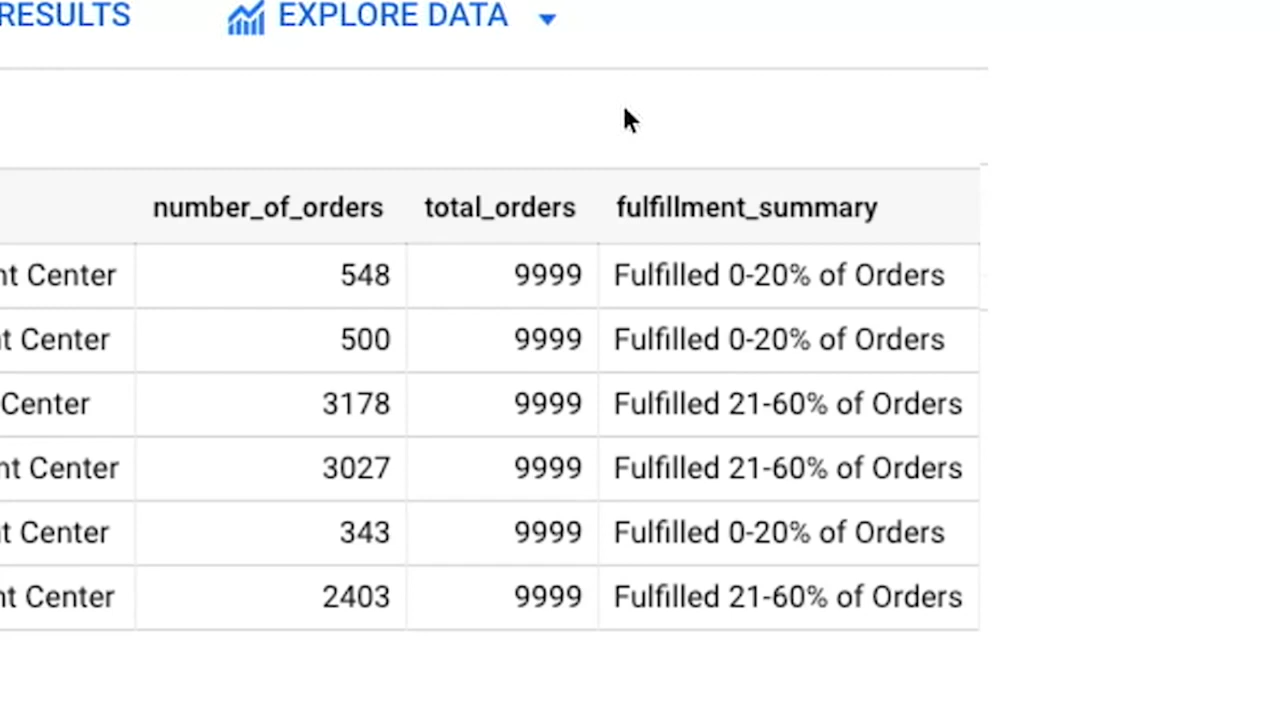 RESULTS EXPLORE DATA
number_of_orders total_orders fulfillment_summary
nt Center 548 9999 Fulfilled 0-20% of Orders
t Center 500 9999 Fulfilled 0-20% of Orders
Center 3178 9999 Fulfilled 21-60% of Orders
nt Center 3027 9999 Fulfilled 21-60% of Orders
t Center 343 9999 Fulfilled 0-20% of Orders
nt Center 2403 9999 Fulfilled 21-60% of Orders